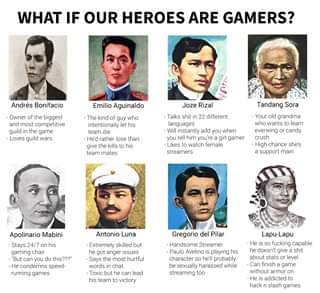 WHAT IF OUR HEROES ARE GAMERS?
Andrés Bonifacio
- Owner of the biggest
and most competitive
guild in the game
- Loves guild wars
Emilio Aguinaldo
- The kind of guy who
intentionally let his
team die
- He'd rather lose than
give the kills to his
team mates
Joze Rizal
- Talks shit in 22 different
languages
- Will instantly add you when
you tell him you're a girl gamer
- Likes to watch female
streamers
Tandang Sora
- Your old grandma
who wants to learn
everwing or candy
crush
- High chance she's
a support main
Apolinario Mabini
- Stays 24/7 on his
gaming chair
- "But can you do this?!?!"
- He condemns speed-
running games
Antonio Luna
- Extremely skilled but
he got anger issues
- Says the most hurtful
words in chat
- Toxic but he can lead
his team to victory
Gregorio del Pilar
- Handsome Streamer
- Paulo Avelino is playing his
character so he'll probably
be sexually harassed while
streaming too
Lapu-Lapu
- He is so fucking capable
he doesn't give a shit
about stats or level
- Can finish a game
without armor on
- He is addicted to
hack n slash games